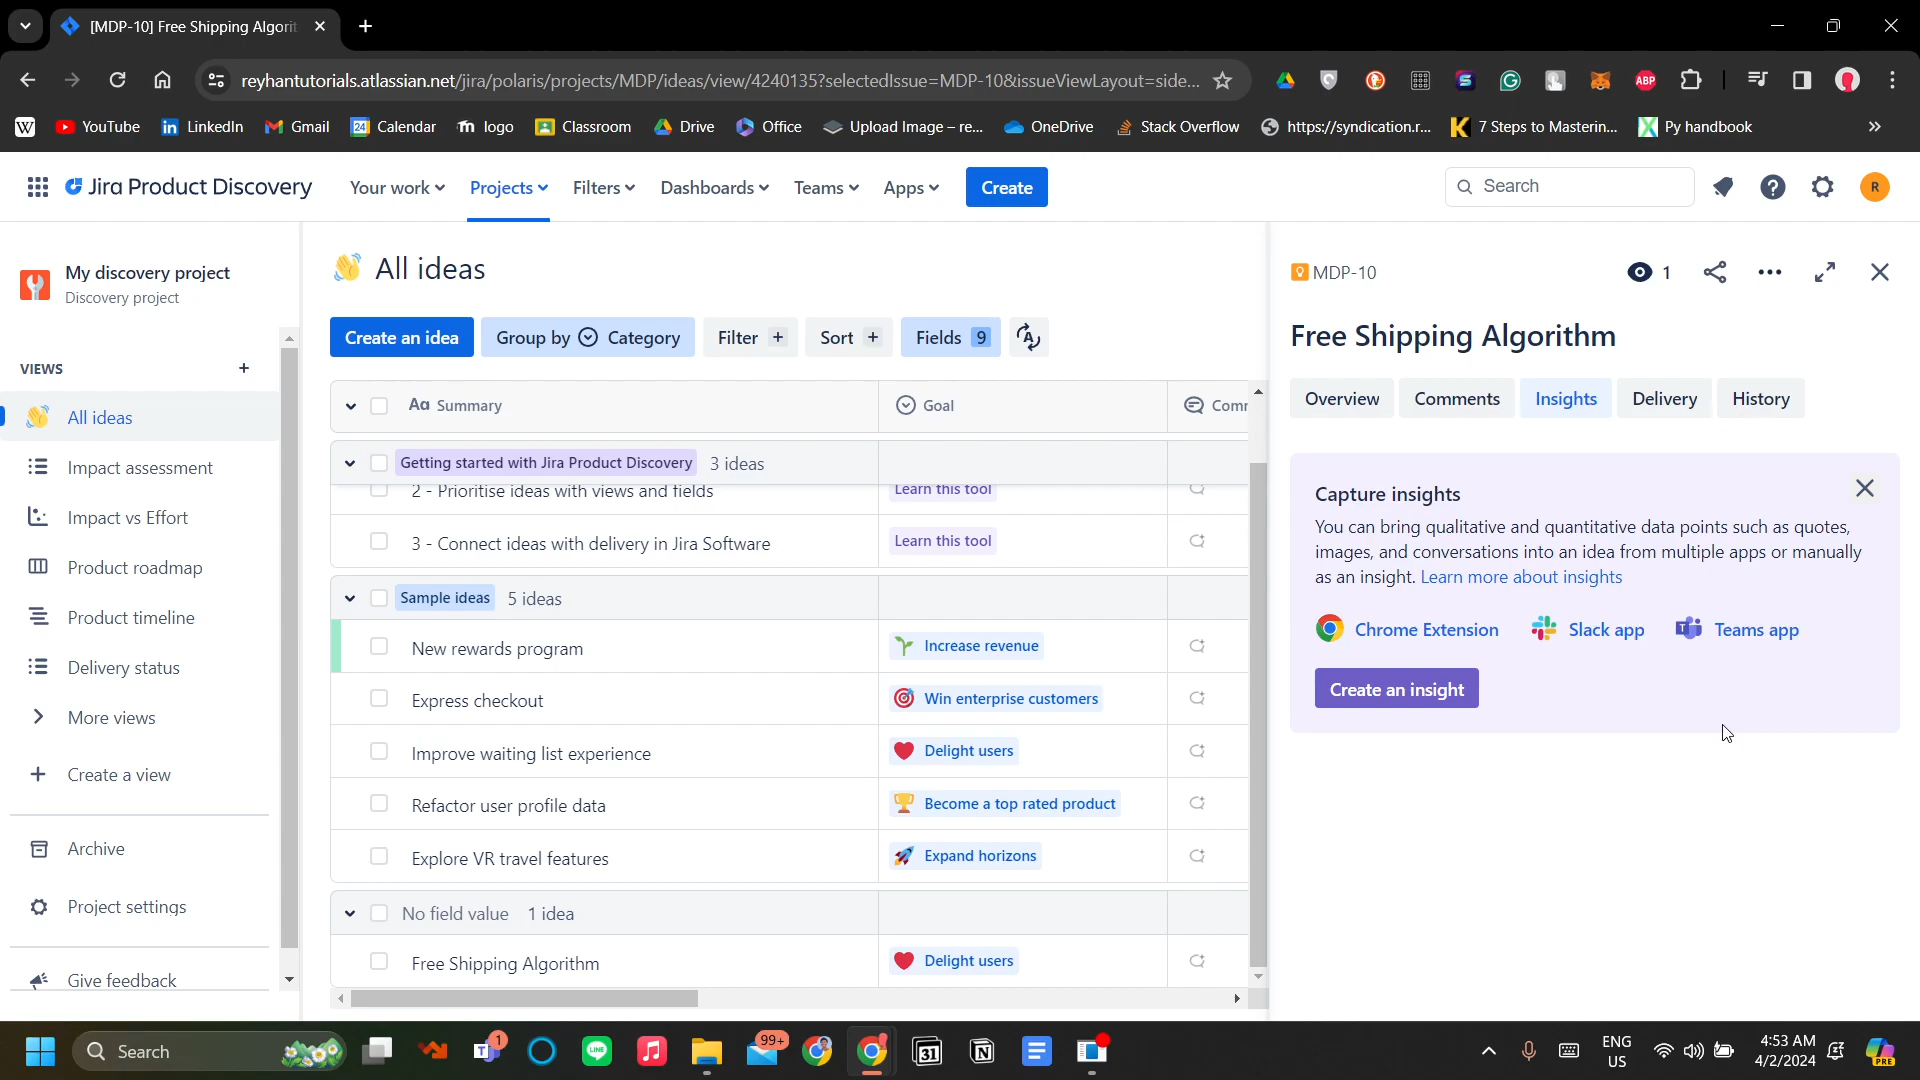 [MDP-10] Free Shipping Algorit
reyhantutorials.atlassian.net/jira/polaris/projects/MDP/ideas/view/4240135?selectedIssue=MDP-10&issueViewLayout=side...
ABP
W YouTube LinkedIn Gmail Calendar logo Classroom Drive Office Upload Image – re... OneDrive Stack Overflow https://syndication.r... 7 Steps to Masterin... Py handbook
Jira Product Discovery Your work Projects Filters Dashboards Teams Apps Create Search R
My discovery project
Discovery project
VIEWS
All ideas
Impact assessment
Impact vs Effort
Product roadmap
Product timeline
Delivery status
More views
Create a view
Archive
Project settings
Give feedback
All ideas
Create an idea Group by Category Filter Sort Fields 9
Aa Summary Goal Comr
Getting started with Jira Product Discovery 3 ideas
2 - Prioritise ideas with views and fields Learn this tool
3 - Connect ideas with delivery in Jira Software Learn this tool
Sample ideas 5 ideas
New rewards program Increase revenue
Express checkout Win enterprise customers
Improve waiting list experience Delight users
Refactor user profile data Become a top rated product
Explore VR travel features Expand horizons
No field value 1 idea
Free Shipping Algorithm Delight users
MDP-10 1
Free Shipping Algorithm
Overview Comments Insights Delivery History
Capture insights
You can bring qualitative and quantitative data points such as quotes,
images, and conversations into an idea from multiple apps or manually
as an insight. Learn more about insights
Chrome Extension Slack app Teams app
Create an insight
Search 1 LINE 99+ 31 ENG 4:53 AM
US 4/2/2024 PRE